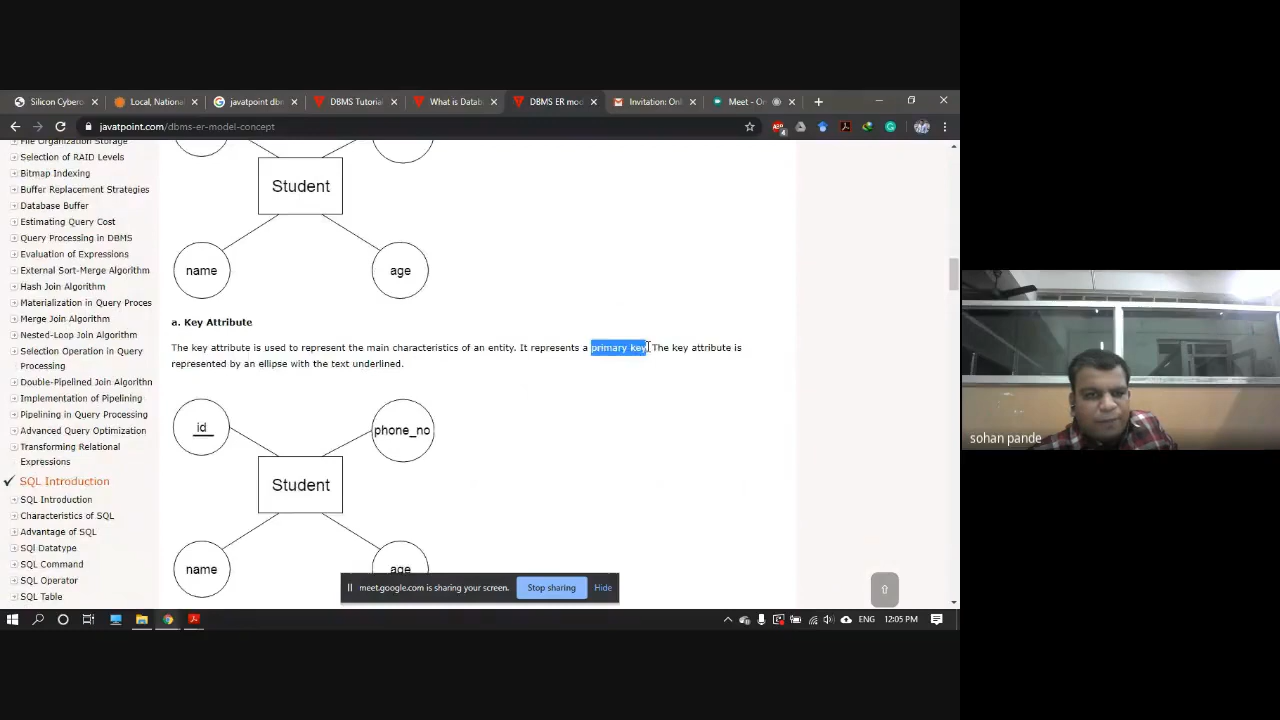 Silicon Cybero
Local, National
javatpoint dbm
DBMS Tutorial
What is Databa
DBMS ER mod
Invitation: Onl
Meet - On
javatpoint.com/dbms-er-model-concept
File Organization Storage
Selection of RAID Levels
Bitmap Indexing
Buffer Replacement Strategies
Database Buffer
Estimating Query Cost
Query Processing in DBMS
Evaluation of Expressions
External Sort-Merge Algorithm
Hash Join Algorithm
Materialization in Query Proces
Merge Join Algorithm
Nested-Loop Join Algorithm
Selection Operation in Query
Processing
Double-Pipelined Join Algorithm
Implementation of Pipelining
Pipelining in Query Processing
Advanced Query Optimization
Transforming Relational
Expressions
SQL Introduction
SQL Introduction
Characteristics of SQL
Advantage of SQL
SQl Datatype
SQL Command
SQL Operator
SQL Table
Student
name
age
a. Key Attribute
The key attribute is used to represent the main characteristics of an entity. It represents a primary key. The key attribute is
represented by an ellipse with the text underlined.
id
phone_no
Student
name
age
meet.google.com is sharing your screen.
Stop sharing
Hide
ENG
12:05 PM
sohan pande